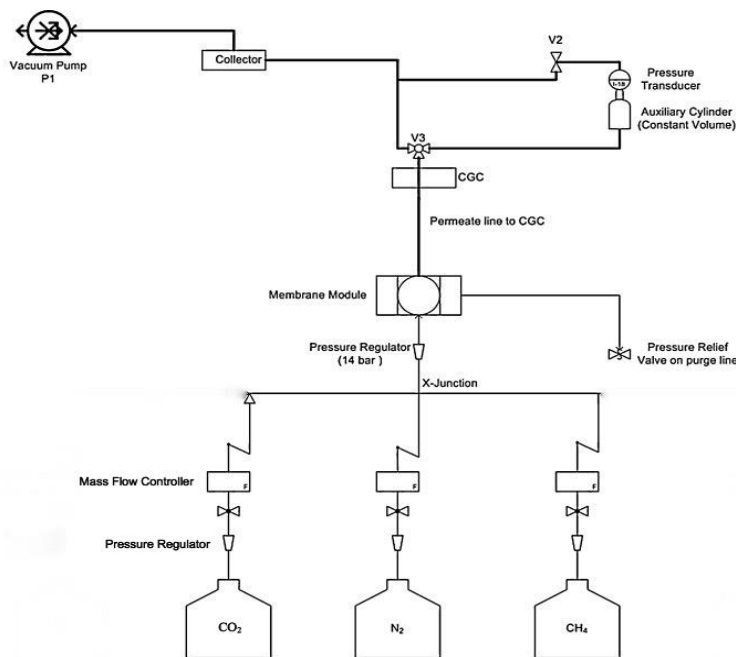 V2
Vacuum Pump
P1
Collector
Pressure
Transducer
Auxiliary Cylinder
(Constant Volume)
V3
CGC
Permeate line to CGC
Membrane Module
Pressure Regulator
(14 bar )
Pressure Relief
Valve on purge line
X-Junction
Mass Flow Controller
F
F
F
Pressure Regulator
CO2
N2
CH4